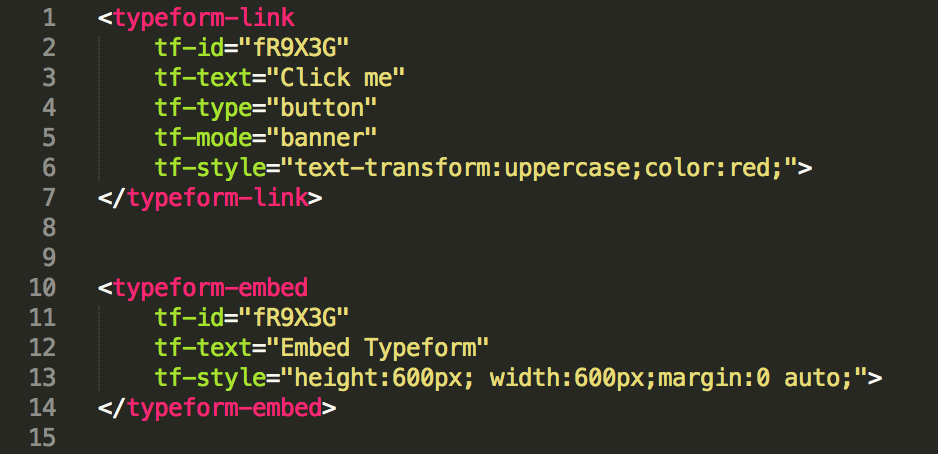 1 <typeform-link
2 tf-id="fR9X3G"
3 tf-text="Click me"
4 tf-type="button"
5 tf-mode="banner"
6 tf-style="text-transform:uppercase;color:red;">
7 </typeform-link>
8
9
10 <typeform-embed
11 tf-id="fR9X3G"
12 tf-text="Embed Typeform"
13 tf-style="height:600px; width:600px;margin:0 auto;">
14 </typeform-embed>
15